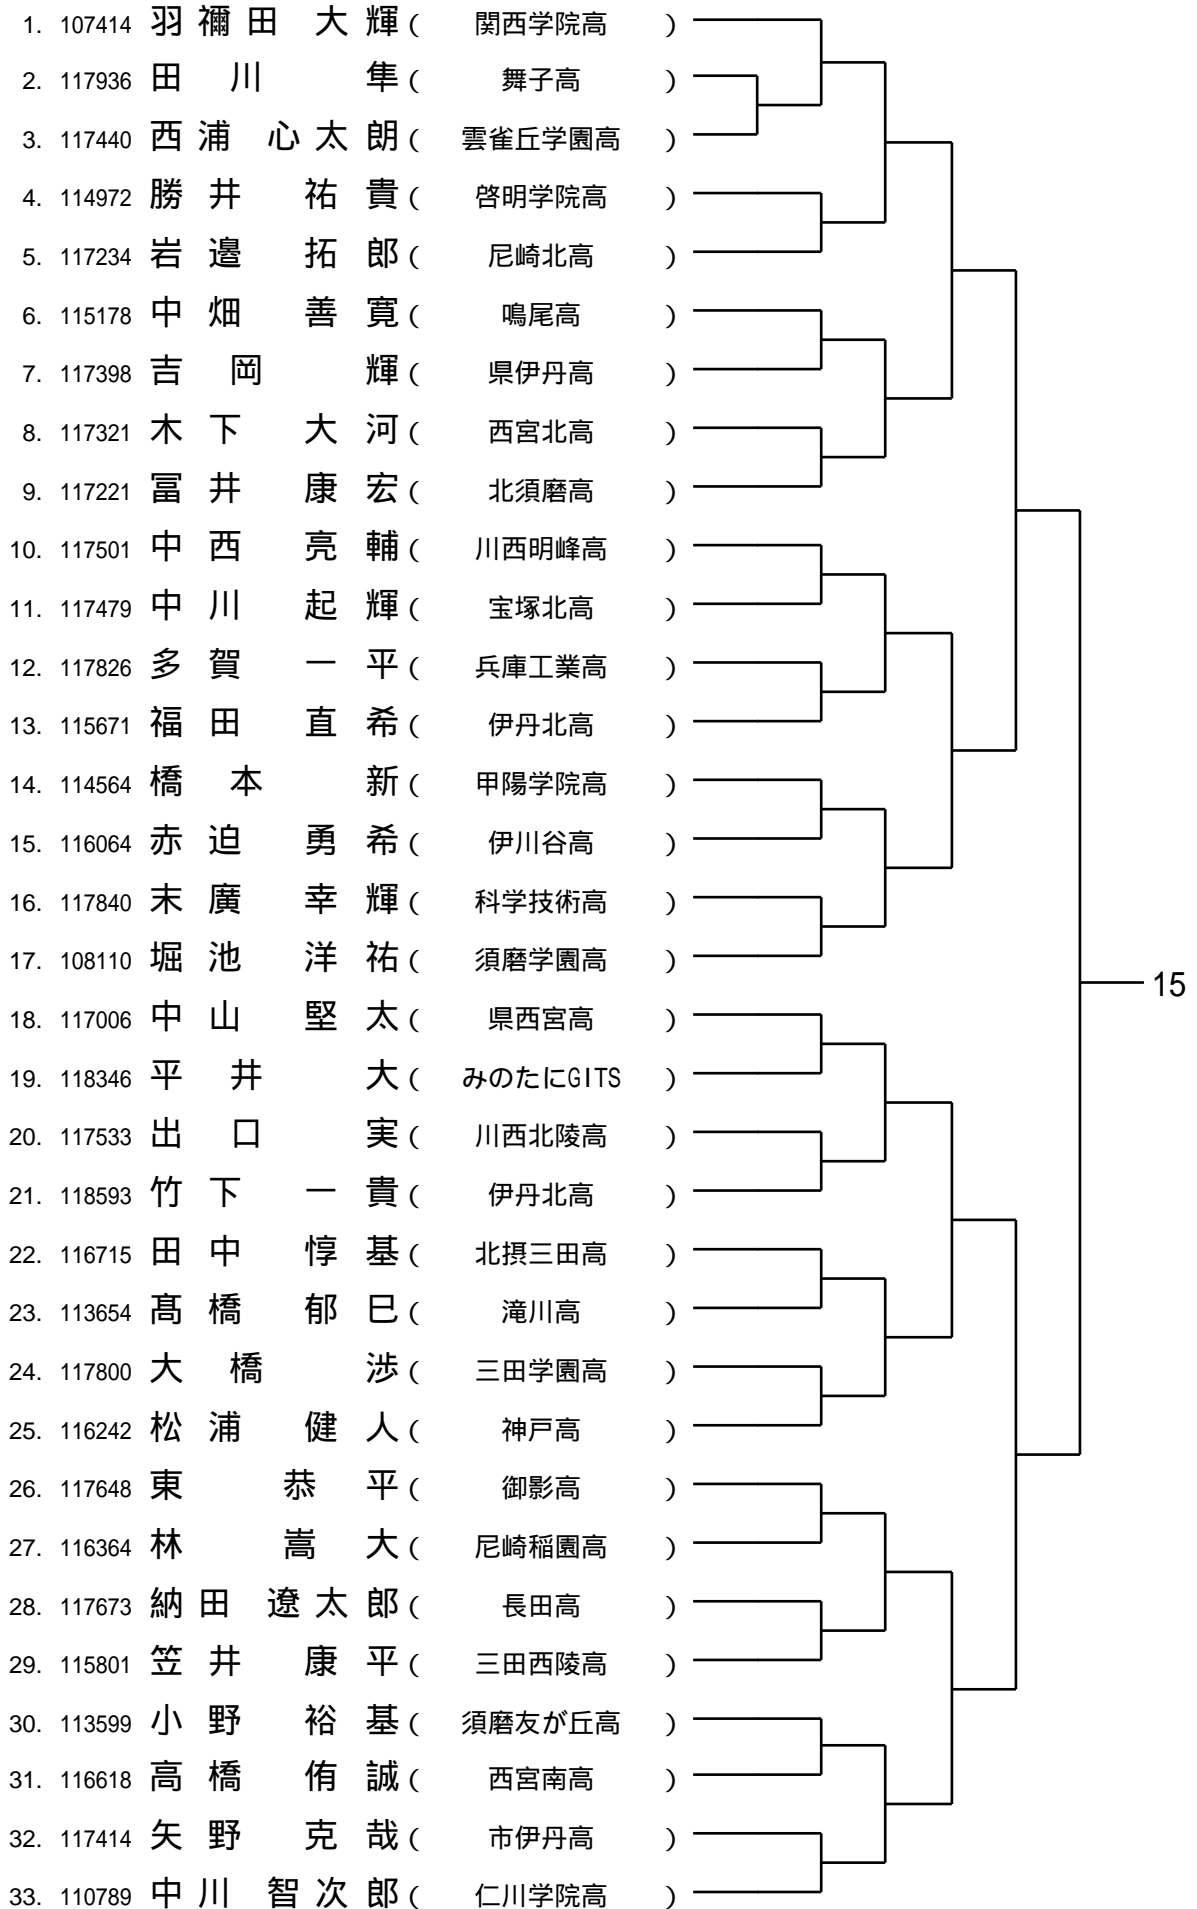 1. 107414 羽禰田 大輝 ( 関西学院高 )
2. 117936 田川 隼 ( 舞子高 )
3. 117440 西浦 心太朗 ( 雲雀丘学園高 )
4. 114972 勝井 祐貴 ( 啓明学院高 )
5. 117234 岩邉 拓郎 ( 尼崎北高 )
6. 115178 中畑 善寛 ( 鳴尾高 )
7. 117398 吉岡 輝 ( 県伊丹高 )
8. 117321 木下 大河 ( 西宮北高 )
9. 117221 冨井 康宏 ( 北須磨高 )
10. 117501 中西 亮輔 ( 川西明峰高 )
11. 117479 中川 起輝 ( 宝塚北高 )
12. 117826 多賀 一平 ( 兵庫工業高 )
13. 115671 福田 直希 ( 伊丹北高 )
14. 114564 橋本 新 ( 甲陽学院高 )
15. 116064 赤迫 勇希 ( 伊川谷高 )
16. 117840 末廣 幸輝 ( 科学技術高 )
17. 108110 堀池 洋祐 ( 須磨学園高 )
15
18. 117006 中山 堅太 ( 県西宮高 )
19. 118346 平井 大 ( みのたにGITS )
20. 117533 出口 実 ( 川西北陵高 )
21. 118593 竹下 一貴 ( 伊丹北高 )
22. 116715 田中 惇基 ( 北摂三田高 )
23. 113654 髙橋 郁巳 ( 滝川高 )
24. 117800 大橋 渉 ( 三田学園高 )
25. 116242 松浦 健人 ( 神戸高 )
26. 117648 東 恭平 ( 御影高 )
27. 116364 林 嵩大 ( 尼崎稲園高 )
28. 117673 納田 遼太郎 ( 長田高 )
29. 115801 笠井 康平 ( 三田西陵高 )
30. 113599 小野 裕基 ( 須磨友が丘高 )
31. 116618 高橋 侑誠 ( 西宮南高 )
32. 117414 矢野 克哉 ( 市伊丹高 )
33. 110789 中川 智次郎 ( 仁川学院高 )